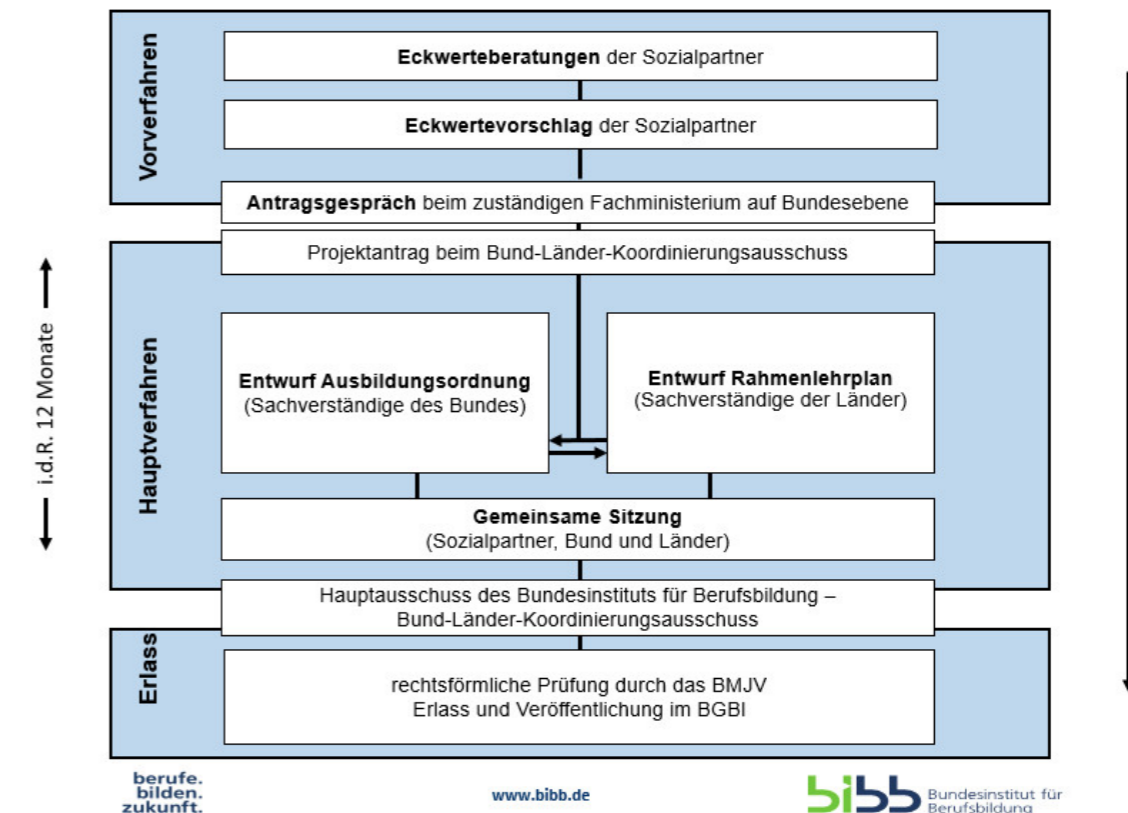 Vorverfahren
Eckwerteberatungen der Sozialpartner
Eckwertevorschlag der Sozialpartner
Antragsgespräch beim zuständigen Fachministerium auf Bundesebene
Projektantrag beim Bund-Länder-Koordinierungsausschuss
i.d.R. 12 Monate
Hauptverfahren
Entwurf Ausbildungsordnung
(Sachverständige des Bundes)
Entwurf Rahmenlehrplan
(Sachverständige der Länder)
Gemeinsame Sitzung
(Sozialpartner, Bund und Länder)
Hauptausschuss des Bundesinstituts für Berufsbildung –
Bund-Länder-Koordinierungsausschuss
Erlass
rechtsförmliche Prüfung durch das BMJV
Erlass und Veröffentlichung im BGBl
berufe.
bilden.
zukunft.
www.bibb.de
bibb
Bundesinstitut für
Berufsbildung